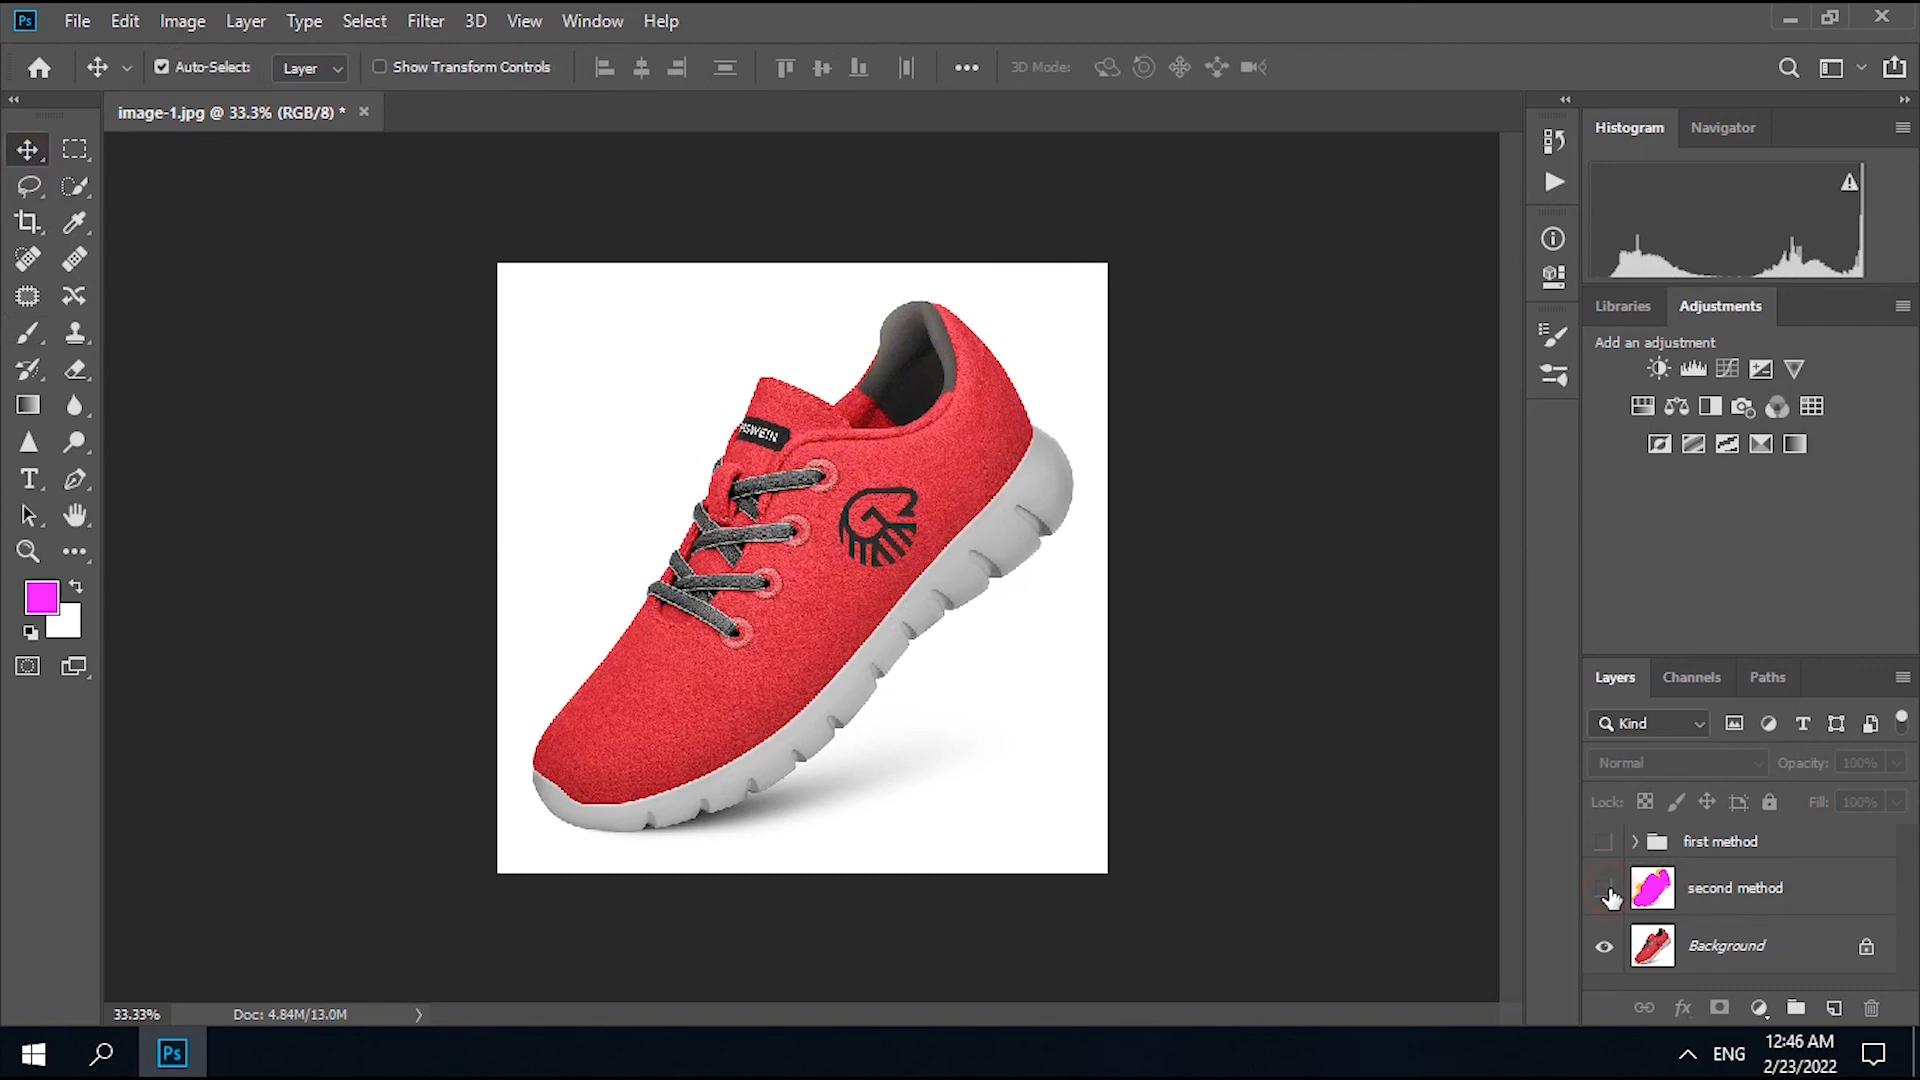 Ps File Edit Image Layer Type Select Filter 3D View Window Help
Auto-Select: Layer Show Transform Controls 3D Mode:
image-1.jpg @ 33.3% (RGB/8) *
Histogram Navigator
Libraries Adjustments
Add an adjustment
Layers Channels Paths
Kind
Normal Opacity: 100%
Lock: Fill: 100%
first method
second method
Background
33.33% Doc: 4.84M/13.0M
Ps ENG 12:46 AM
2/23/2022